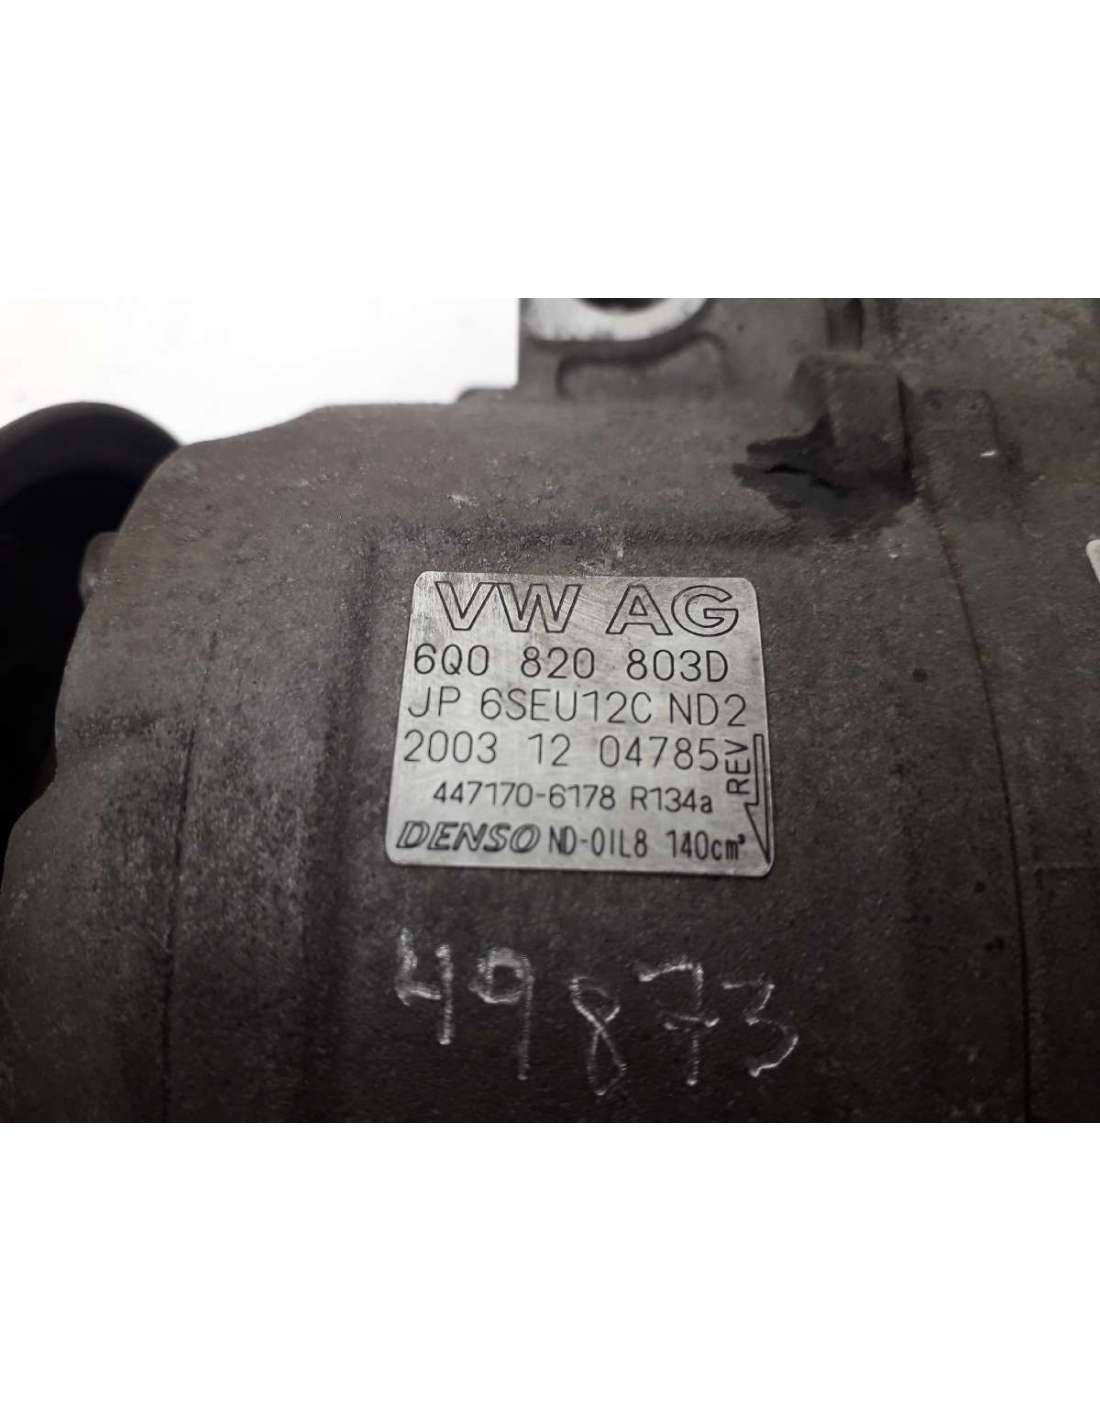 VW AG
6Q0 820 803D
JP 6SEU12C ND2
2003 12 04785
REV
447170-6178 R134a
DENSO ND-OIL8 140cm³
49873